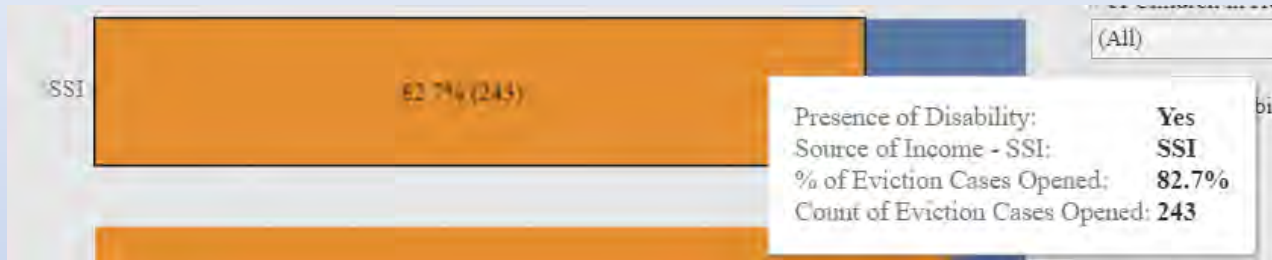 (All)
SSI
82.7% (243)
Presence of Disability: Yes
Source of Income - SSI: SSI
% of Eviction Cases Opened: 82.7%
Count of Eviction Cases Opened: 243